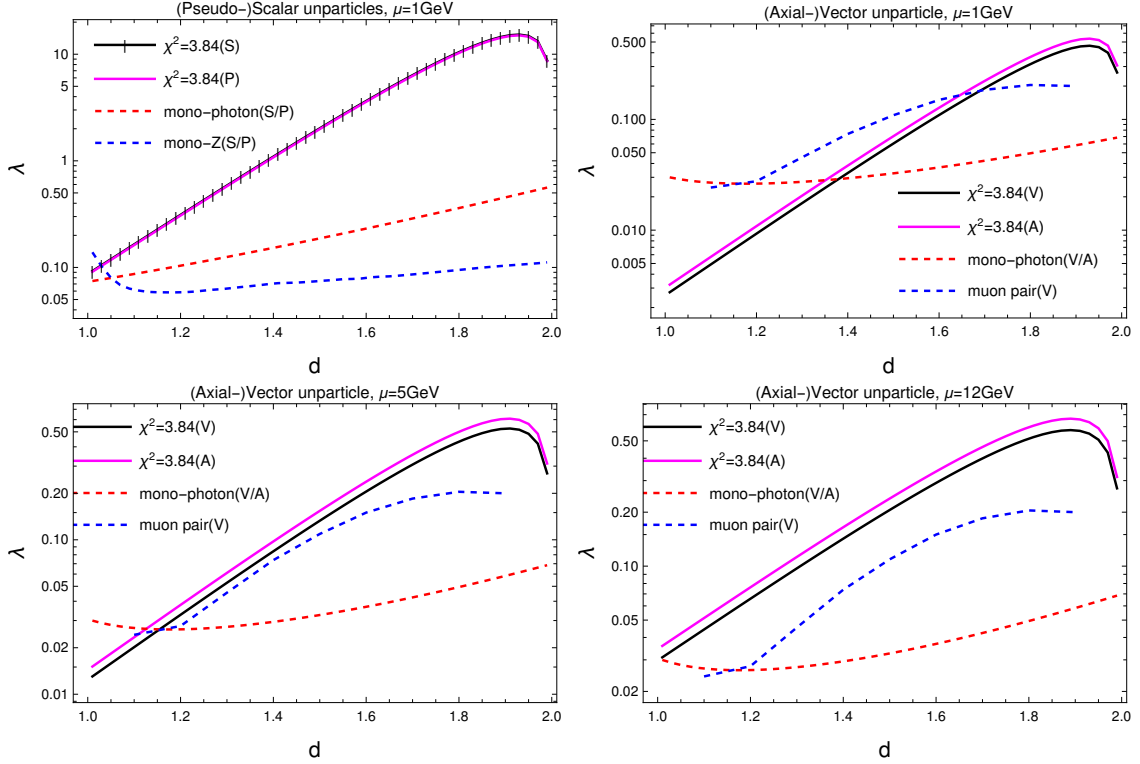 (Pseudo-)Scalar unparticles, μ=1GeV
χ²=3.84(S)
χ²=3.84(P)
mono-photon(S/P)
mono-Z(S/P)
10
5
1
0.50
0.10
0.05
λ
1.0 1.2 1.4 1.6 1.8 2.0
d
(Axial-)Vector unparticle, μ=1GeV
0.500
0.100
0.050
0.010
0.005
λ
χ²=3.84(V)
χ²=3.84(A)
mono-photon(V/A)
muon pair(V)
1.0 1.2 1.4 1.6 1.8 2.0
d
(Axial-)Vector unparticle, μ=5GeV
χ²=3.84(V)
χ²=3.84(A)
mono-photon(V/A)
muon pair(V)
0.50
0.20
0.10
0.05
0.02
0.01
λ
1.0 1.2 1.4 1.6 1.8 2.0
d
(Axial-)Vector unparticle, μ=12GeV
χ²=3.84(V)
χ²=3.84(A)
mono-photon(V/A)
muon pair(V)
0.50
0.20
0.10
0.05
0.02
λ
1.0 1.2 1.4 1.6 1.8 2.0
d